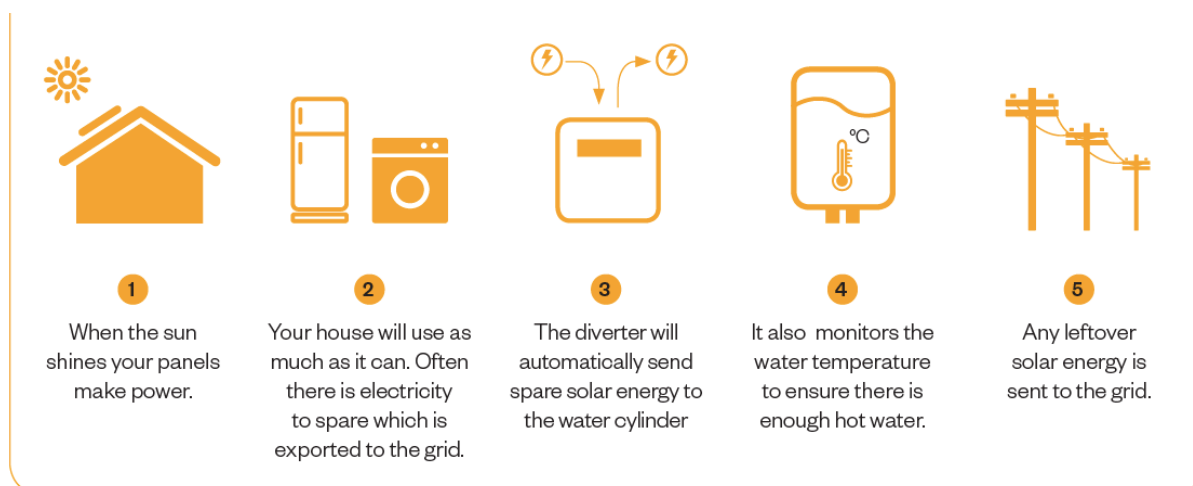 °C
1
When the sun
shines your panels
make power.
2
Your house will use as
much as it can. Often
there is electricity
to spare which is
exported to the grid.
3
The diverter will
automatically send
spare solar energy to
the water cylinder
4
It also  monitors the
water temperature
to ensure there is
enough hot water.
5
Any leftover
solar energy is
sent to the grid.